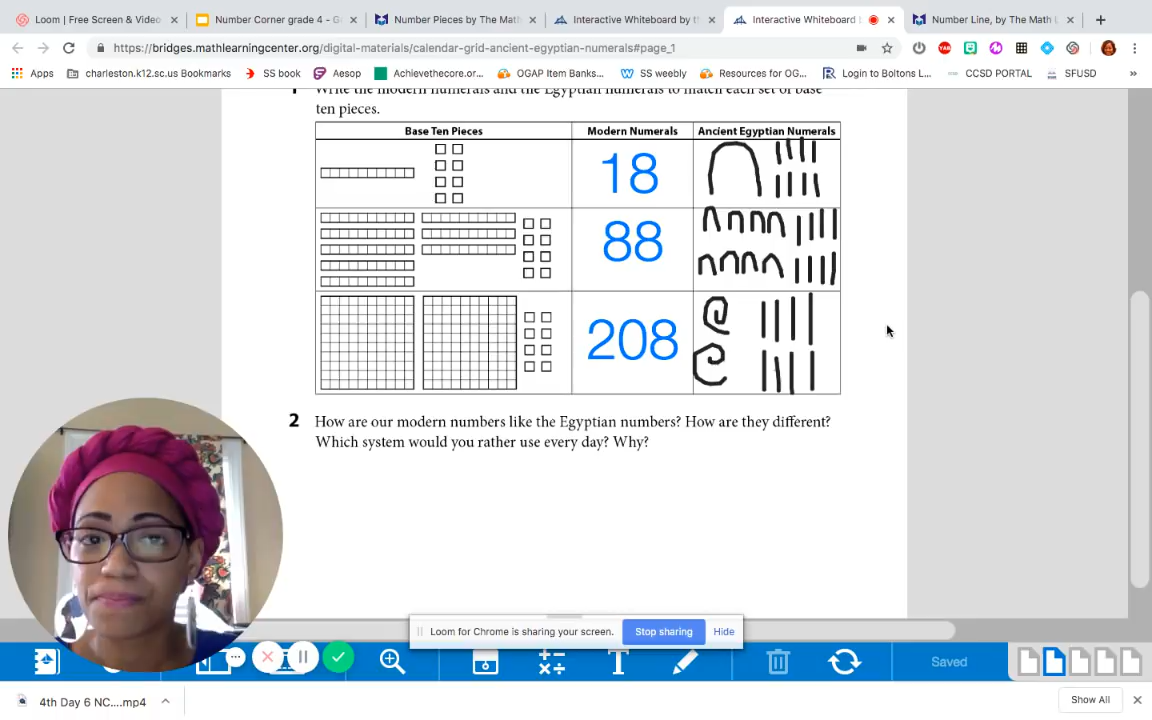 Loom | Free Screen & Video
Number Corner grade 4 - G
Number Pieces by The Math
Interactive Whiteboard by t
Interactive Whiteboard
Number Line, by The Math
https://bridges.mathlearningcenter.org/digital-materials/calendar-grid-ancient-egyptian-numerals#page_1
Apps
charleston.k12.sc.us Bookmarks
SS book
Aesop
Achievethecore.or...
OGAP Item Banks...
SS weekly
Resources for OG...
Login to Boltons L...
CCSD PORTAL
SFUSD
»
1 Write the modern numerals and the Egyptian numerals to match each set of base
ten pieces.
Base Ten Pieces
Modern Numerals
Ancient Egyptian Numerals
18
88
208
2 How are our modern numbers like the Egyptian numbers? How are they different?
Which system would you rather use every day? Why?
Loom for Chrome is sharing your screen.
Stop sharing
Hide
Saved
4th Day 6 NC....mp4
Show All